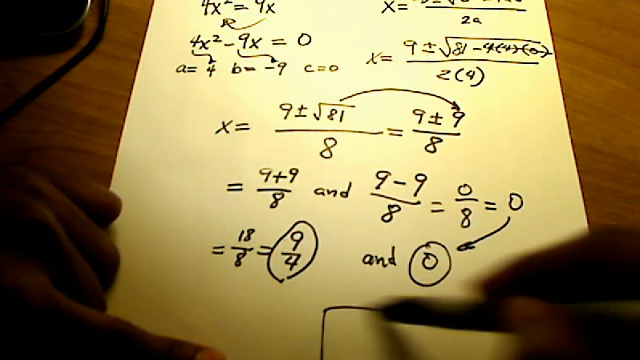 4x² = 9x
x =
2a
4x² - 9x = 0
a = 4 b = -9 c = 0
x = 9 ± √81 - 4(4)(0) / 2(4)
x = 9 ± √81 / 8 = 9 ± 9 / 8
= 9+9 / 8 and 9-9 / 8 = 0 / 8 = 0
= 18 / 8 = 9 / 4 and 0